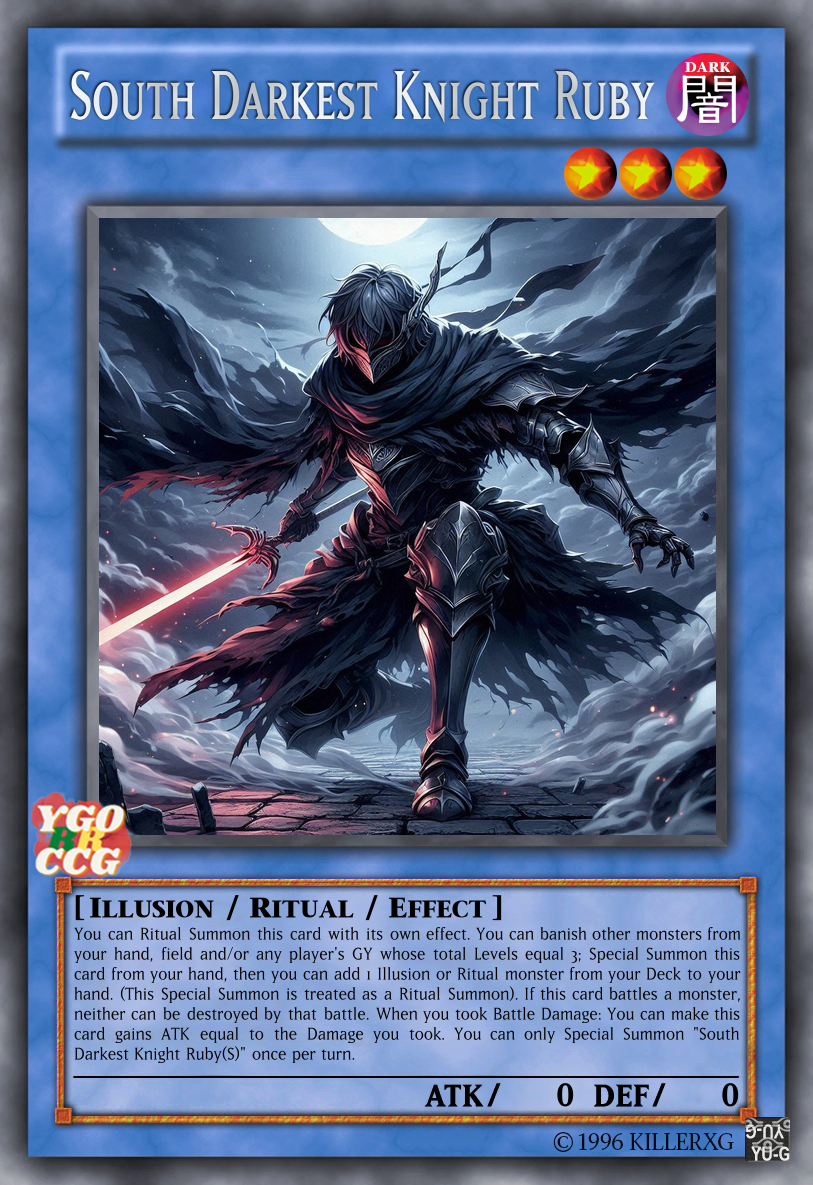 South Darkest Knight Ruby
DARK
闇
YGO
RR
CCG
[ Illusion / Ritual / Effect ]
You can Ritual Summon this card with its own effect. You can banish other monsters from
your hand, field and/or any player's GY whose total Levels equal 3; Special Summon this
card from your hand, then you can add 1 Illusion or Ritual monster from your Deck to your
hand. (This Special Summon is treated as a Ritual Summon). If this card battles a monster,
neither can be destroyed by that battle. When you took Battle Damage: You can make this
card gains ATK equal to the Damage you took. You can only Special Summon "South
Darkest Knight Ruby(S)" once per turn.
ATK/ 0 DEF/ 0
© 1996 KILLERXG
YU-G